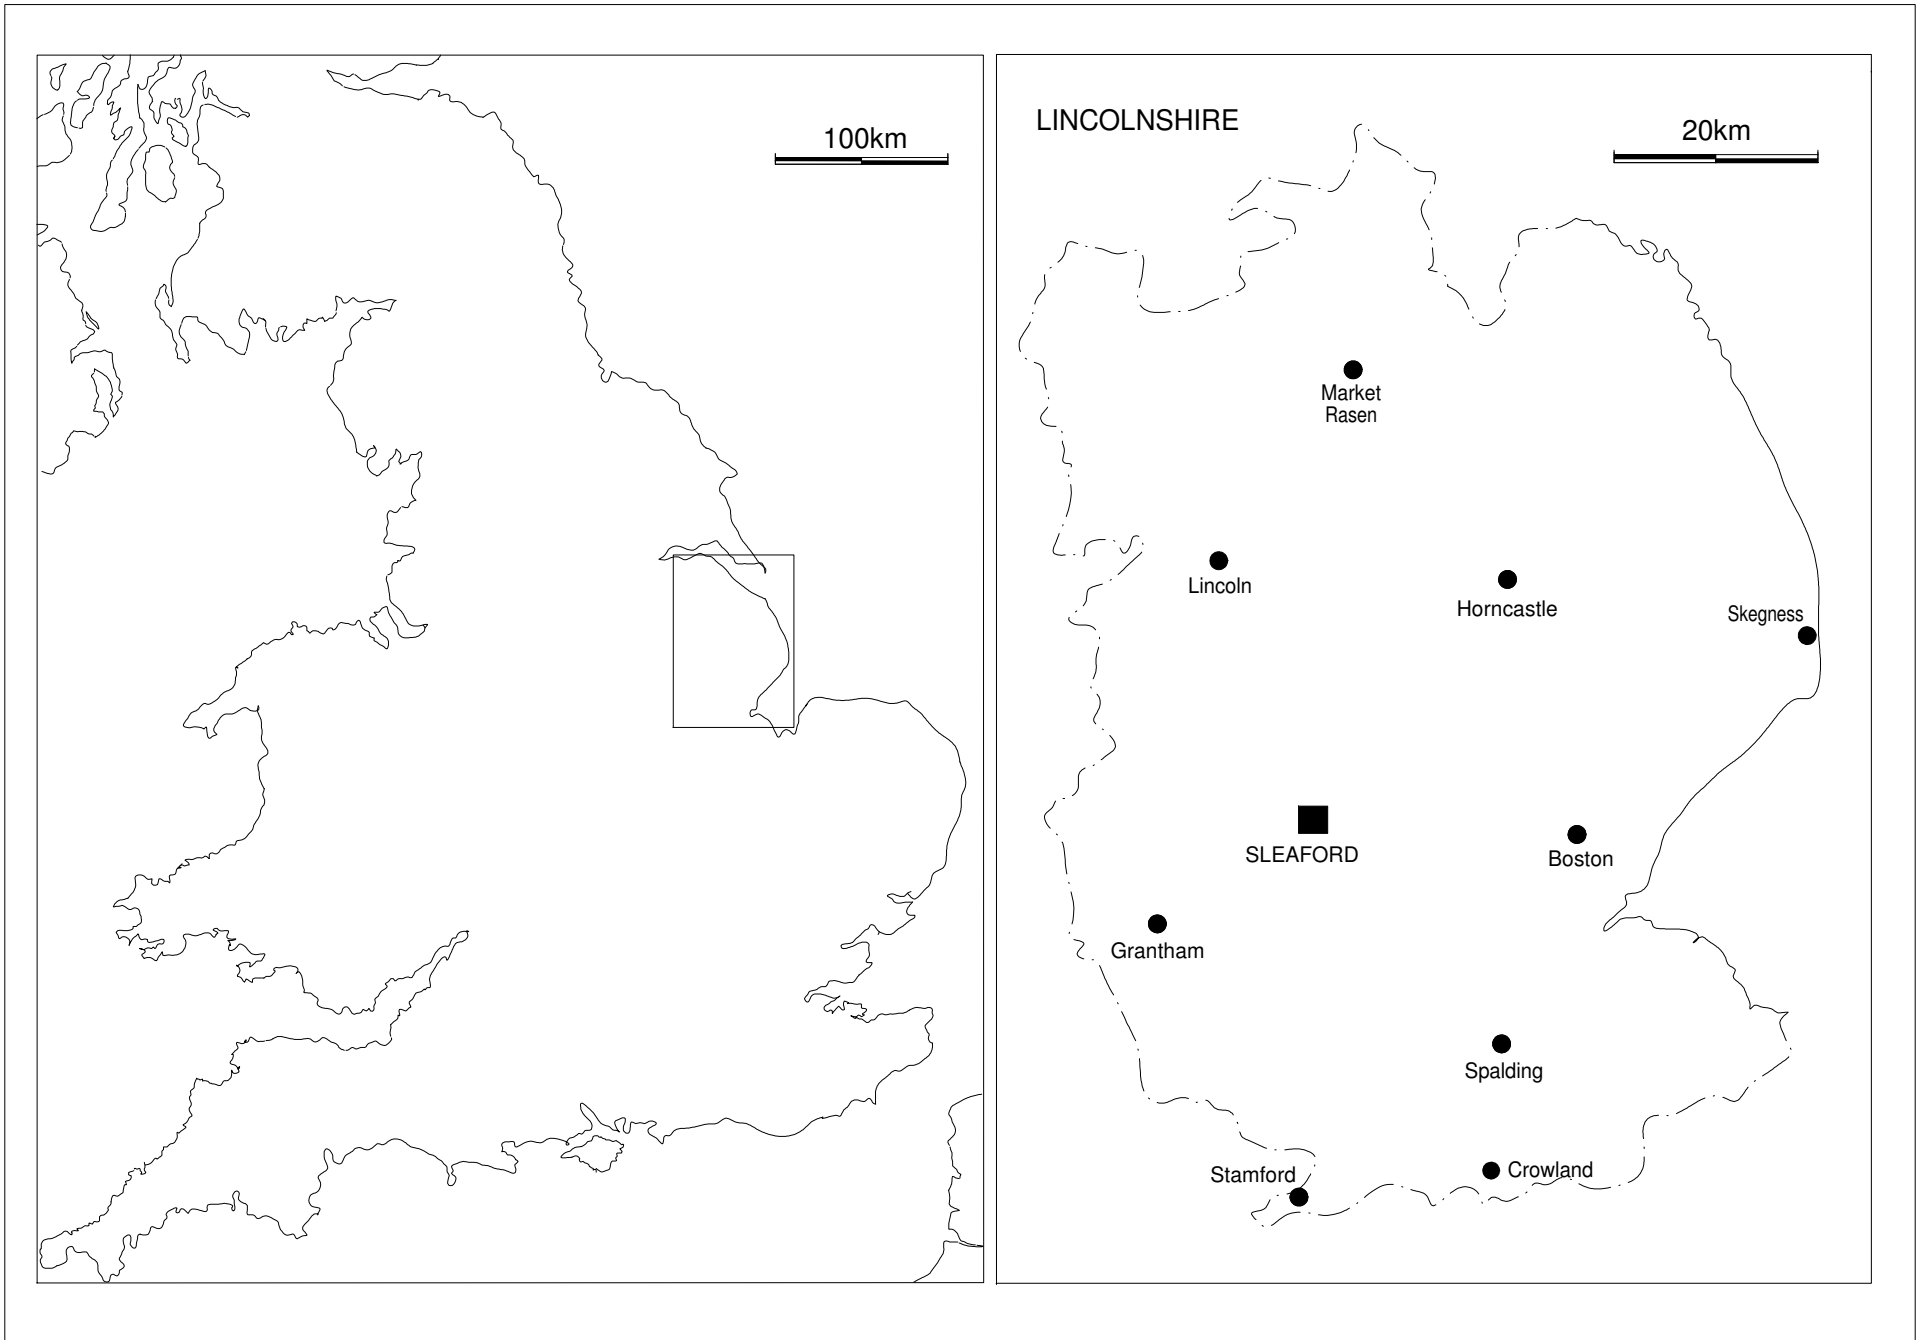 100km
LINCOLNSHIRE
20km
Market
Rasen
Lincoln
Horncastle
Skegness
SLEAFORD
Boston
Grantham
Spalding
Stamford
Crowland